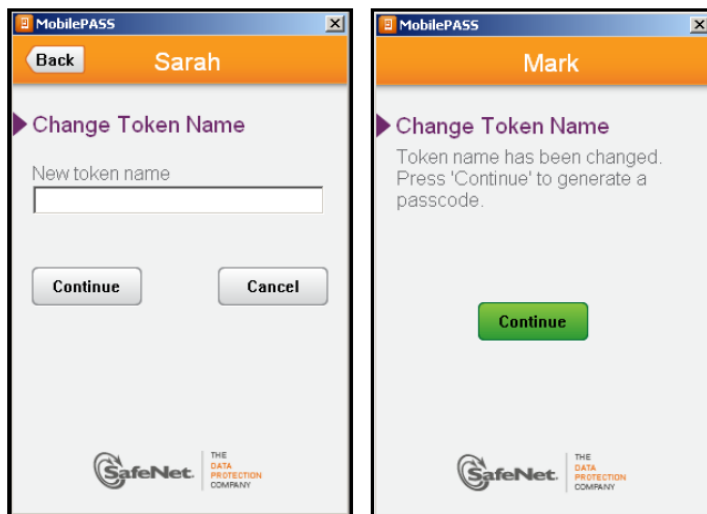 MobilePASS
Back
Sarah
Change Token Name
New token name
Continue
Cancel
SafeNet.
THE
DATA
PROTECTION
COMPANY
MobilePASS
Mark
Change Token Name
Token name has been changed.
Press 'Continue' to generate a
passcode.
Continue
SafeNet.
THE
DATA
PROTECTION
COMPANY